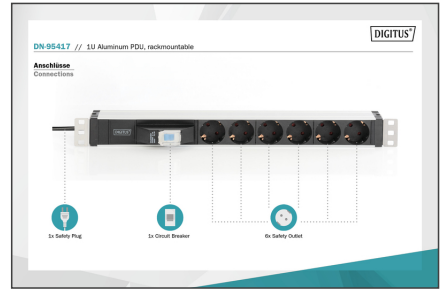 DIGITUS®
DN-95417 // 1U Aluminum PDU, rackmountable
Anschlüsse
Connections
DIGITUS
1x Safety Plug
1x Circuit Breaker
6x Safety Outlet